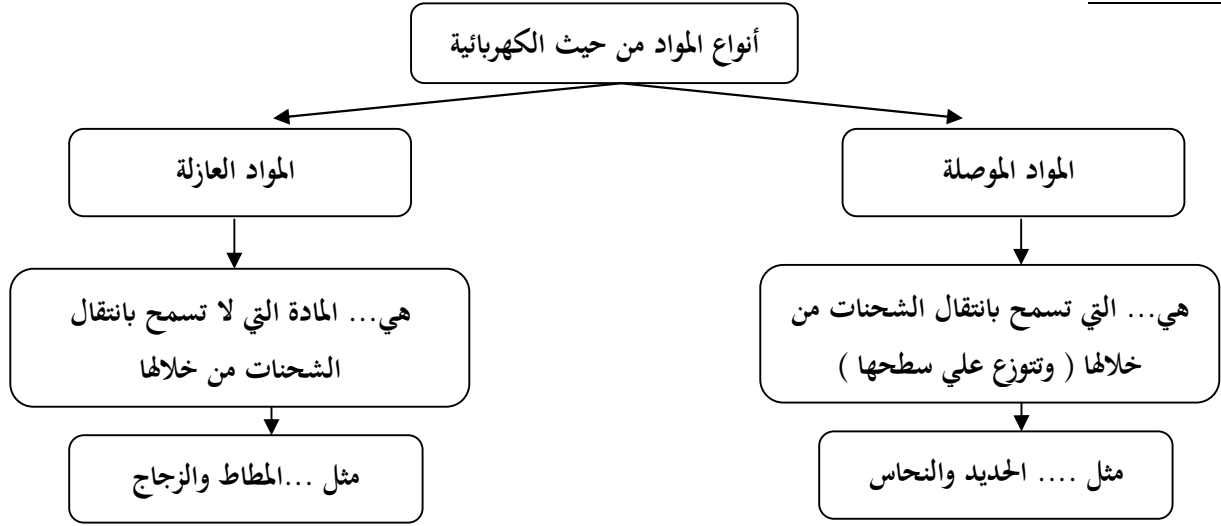 أنواع المواد من حيث الكهربائية
المواد الموصلة
المواد العازلة
هي... التي تسمح بانتقال الشحنات من
خلالها ( وتتوزع علي سطحها )
هي... المادة التي لا تسمح بانتقال
الشحنات من خلالها
مثل .... الحديد والنحاس
مثل ...المطاط والزجاج